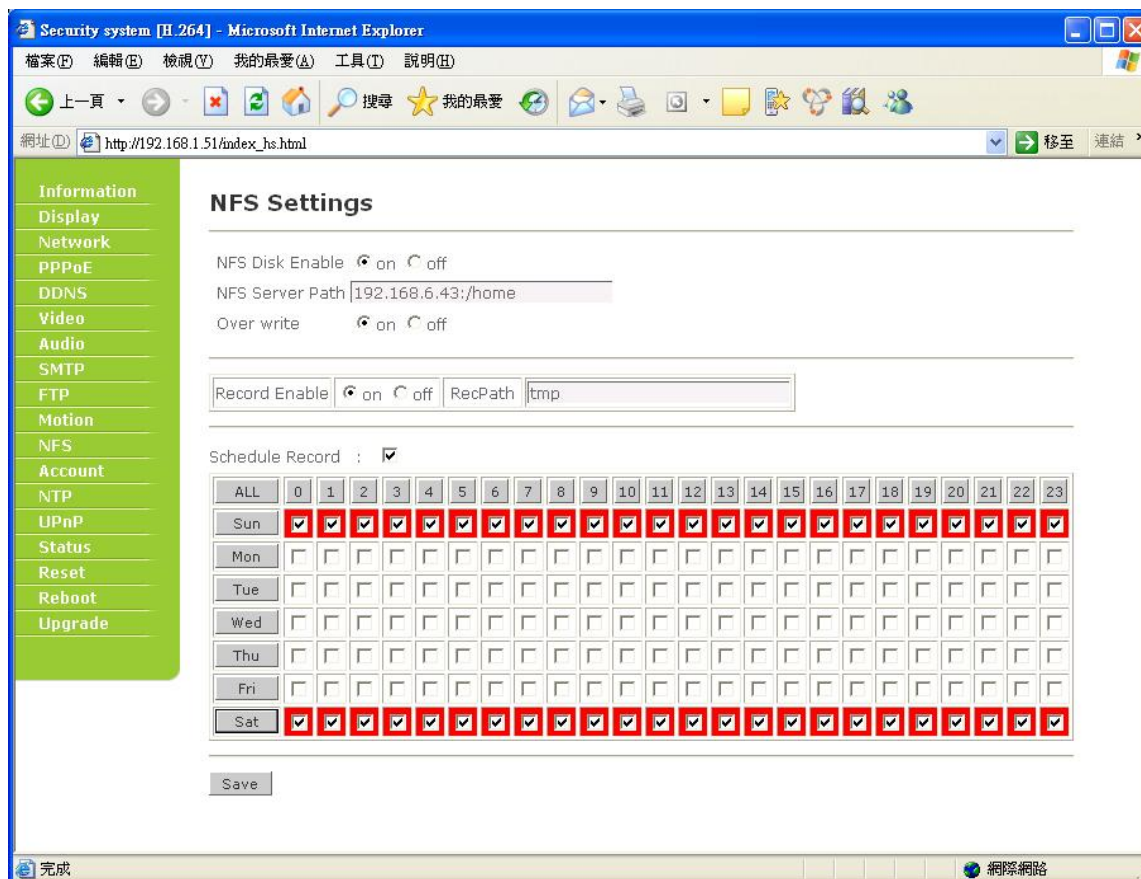 Security system [H.264] - Microsoft Internet Explorer
檔案(F) 編輯(E) 檢視(V) 我的最愛(A) 工具(T) 說明(H)
上一頁 搜尋 我的最愛
網址(D) http://192.168.1.51/index_hs.html 移至 連結 »
Information
Display
Network
PPPoE
DDNS
Video
Audio
SMTP
FTP
Motion
NFS
Account
NTP
UPnP
Status
Reset
Reboot
Upgrade
NFS Settings
NFS Disk Enable on off
NFS Server Path 192.168.6.43:/home
Over write on off
Record Enable on off RecPath tmp
Schedule Record :
ALL 0 1 2 3 4 5 6 7 8 9 10 11 12 13 14 15 16 17 18 19 20 21 22 23
Sun
Mon
Tue
Wed
Thu
Fri
Sat
Save
完成 網際網路